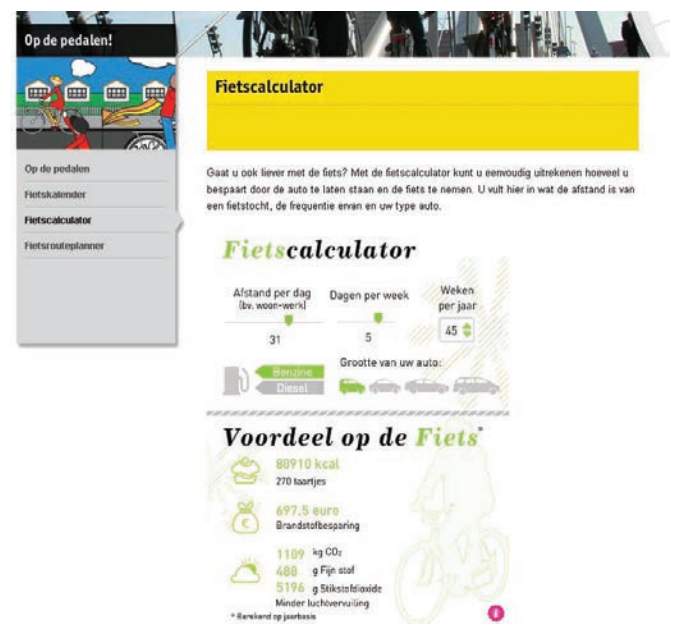 Op de pedalen!
Fietscalculator
Op de pedalen
Fietskalender
Fietscalculator
Fietsrouteplanner
Gaat u ook liever met de fiets? Met de fietscalculator kunt u eenvoudig uitrekenen hoeveel u
bespaart door de auto te laten staan en de fiets te nemen. U vult hier in wat de afstand is van
een fietstocht, de frequentie ervan en uw type auto.
Fietscalculator
Afstand per dag
(bv. woon-werk)
31
Dagen per week
5
Weken
per jaar
45
Benzine
Diesel
Grootte van uw auto:
Voordeel op de Fiets*
80910 kcal
270 taartjes
697.5 euro
Brandstofbesparing
1109 kg CO₂
488 g Fijn stof
5196 g Stikstofdioxide
Minder luchtvervuiling
* Berekend op jaarbasis
i